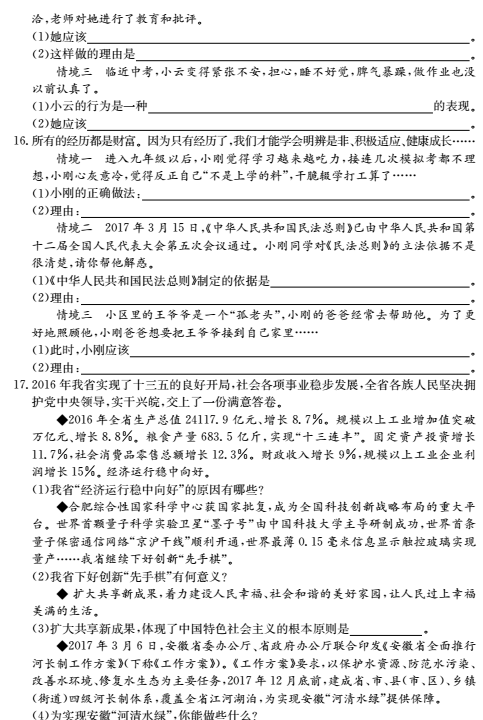 洽,老师对她进行了教育和批评。
(1)她应该。
(2)这样做的理由是。
情境三 临近中考,小云变得紧张不安,担心,睡不好觉,脾气暴躁,做作业也没
以前认真了。
(1)小云的行为是一种的表现。
(2)她应该。
16.所有的经历都是财富。因为只有经历了,我们才能学会明辨是非、积极适应、健康成长……
情境一 进入九年级以后,小刚觉得学习越来越吃力,接连几次模拟考都不理
想,小刚心灰意冷,觉得反正自己“不是上学的料”,干脆辍学打工算了……
(1)小刚的正确做法:。
(2)理由:。
情境二 2017年3月15日,《中华人民共和国民法总则》已由中华人民共和国第
十二届全国人民代表大会第五次会议通过。小刚同学对《民法总则》的立法依据不是
很清楚,请你帮他解惑。
(1)《中华人民共和国民法总则》制定的依据是。
(2)理由:。
情境三 小区里的王爷爷是一个“孤老头”,小刚的爸爸经常去帮助他。为了更
好地照顾他,小刚爸爸想要把王爷爷接到自己家里……
(1)此时,小刚应该。
(2)理由:。
17.2016年我省实现了十三五的良好开局,社会各项事业稳步发展,全省各族人民坚决拥
护党中央领导,实干兴皖,交上了一份满意答卷。
◆2016年全省生产总值24117.9亿元、增长8.7%。规模以上工业增加值突破
万亿元、增长8.8%。粮食产量683.5亿斤,实现“十三连丰”。固定资产投资增长
11.7%,社会消费品零售总额增长12.3%。财政收入增长9%,规模以上工业企业利
润增长15%。经济运行稳中向好。
(1)我省“经济运行稳中向好”的原因有哪些?
◆合肥综合性国家科学中心获国家批复,成为全国科技创新战略布局的重大平
台。世界首颗量子科学实验卫星“墨子号”由中国科技大学主导研制成功,世界首条
量子保密通信网络“京沪干线”顺利开通,世界最薄0.15毫米信息显示触控玻璃实现
量产……我省继续下好创新“先手棋”。
(2)我省下好创新“先手棋”有何意义?
◆扩大共享新成果,着力建设人民幸福、社会和谐的美好家园,让人民过上幸福
美满的生活。
(3)扩大共享新成果,体现了中国特色社会主义的根本原则是。
◆2017年3月6日,安徽省委办公厅、省政府办公厅联合印发《安徽省全面推行
河长制工作方案》(下称《工作方案》)。《工作方案》要求,以保护水资源、防范水污染、
改善水环境、修复水生态为主要任务,2017年12月底前,建成省、市、县(市、区)、乡镇
(街道)四级河长制体系,覆盖全省江河湖泊,为实现安徽“河清水绿”提供保障。
(4)为实现安徽“河清水绿”,你能做些什么?